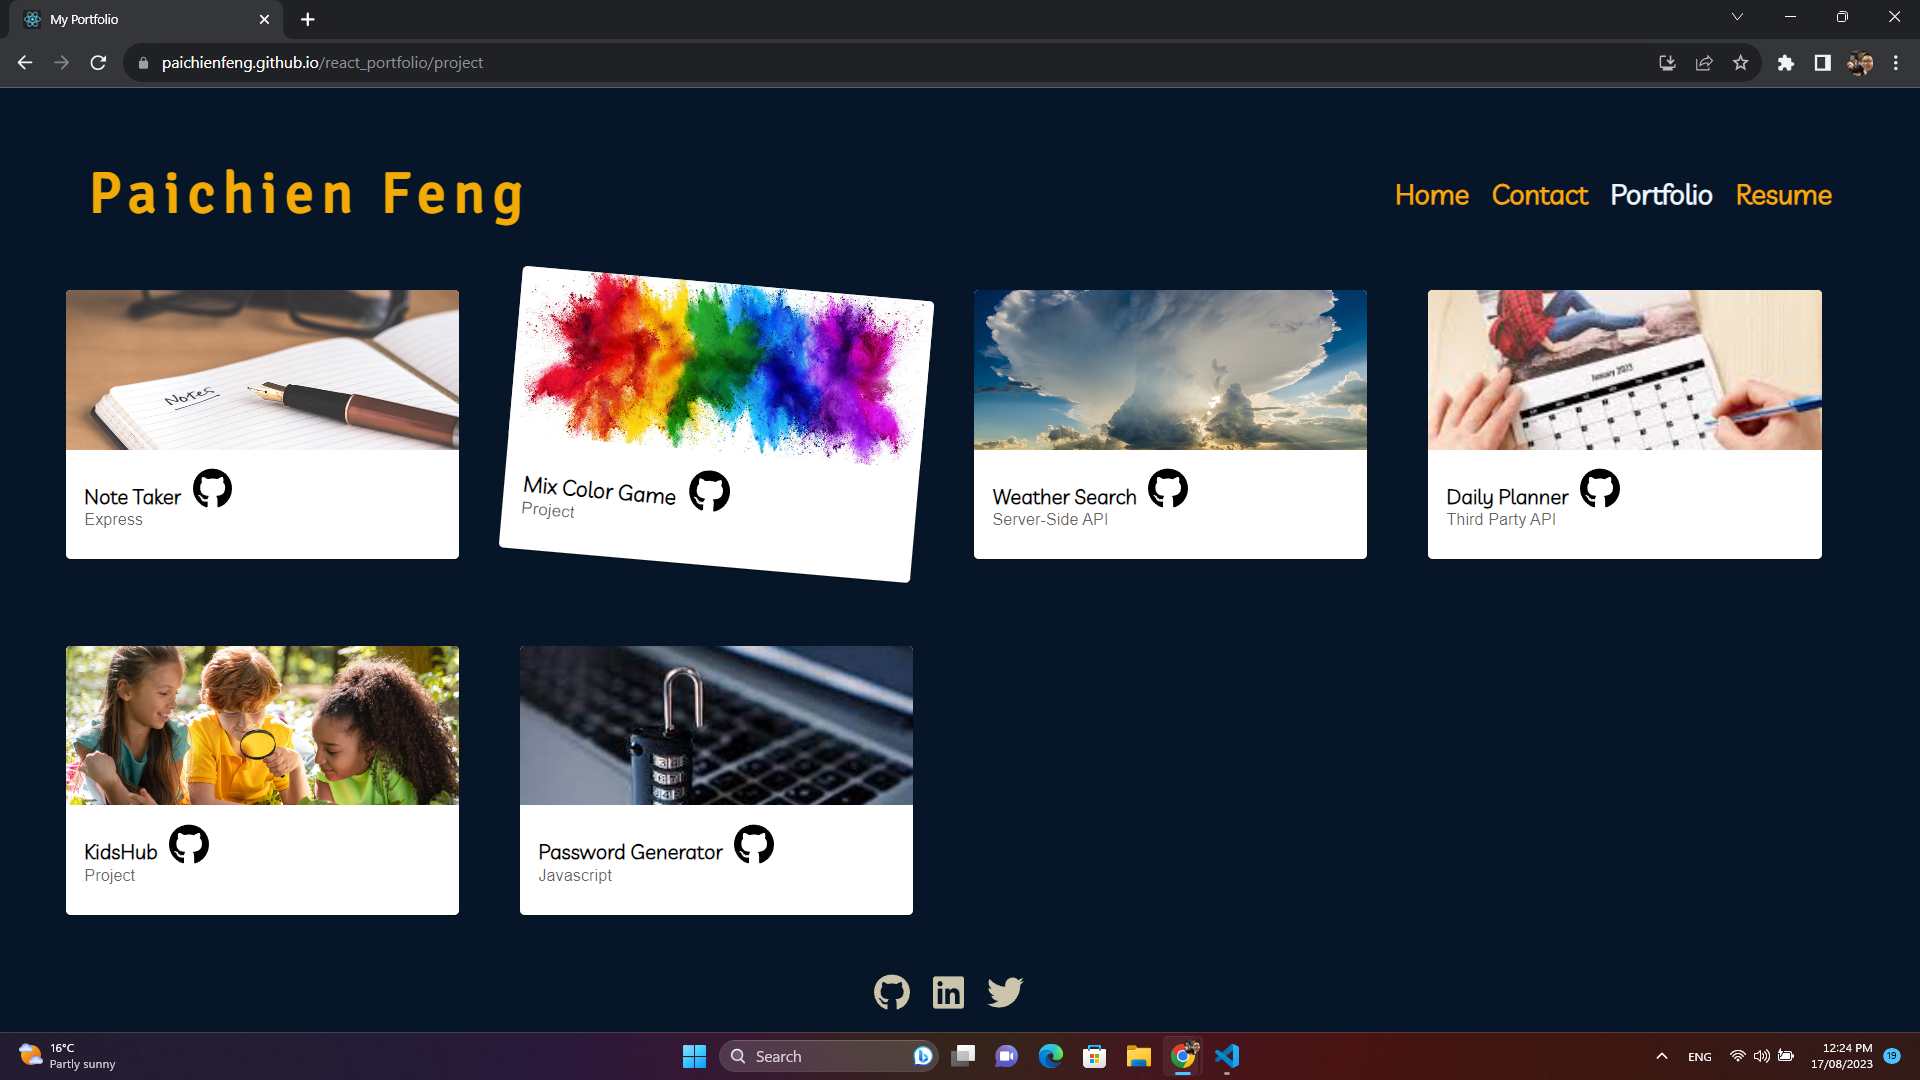 My Portfolio
paichienfeng.github.io/react_portfolio/project
Paichien Feng
Home Contact Portfolio Resume
Notes
January 2023
Note Taker
Express
Mix Color Game
Project
Weather Search
Server-Side API
Daily Planner
Third Party API
KidsHub
Project
Password Generator
Javascript
16°C
Partly sunny
Search
ENG
12:24 PM
17/08/2023
19